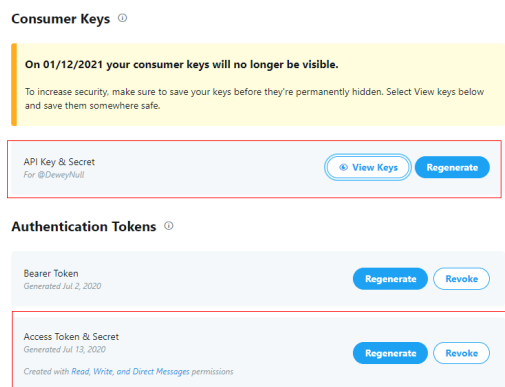 Consumer Keys
On 01/12/2021 your consumer keys will no longer be visible.
To increase security, make sure to save your keys before they're permanently hidden. Select View keys below
and save them somewhere safe.
API Key & Secret
For @DeweyNull
View Keys
Regenerate
Authentication Tokens
Bearer Token
Generated Jul 2, 2020
Regenerate
Revoke
Access Token & Secret
Generated Jul 13, 2020
Created with Read, Write, and Direct Messages permissions
Regenerate
Revoke